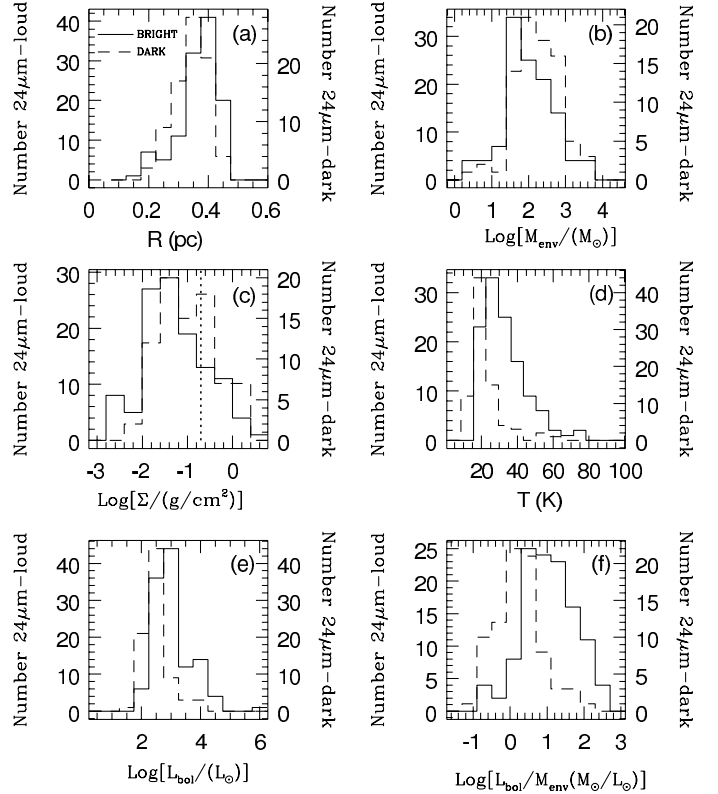 Number 24μm-loud
40
30
20
10
0
BRIGHT
DARK
(a)
20
10
0
Number 24μm-dark
0 0.2 0.4 0.6
R (pc)
Number 24μm-loud
30
20
10
0
(b)
20
15
10
5
0
Number 24μm-dark
0 1 2 3 4
Log[M_env/(M_⊙)]
Number 24μm-loud
30
20
10
0
(c)
20
15
10
5
0
Number 24μm-dark
-3 -2 -1 0
Log[Σ/(g/cm²)]
Number 24μm-loud
30
20
10
0
(d)
40
30
20
10
0
Number 24μm-dark
20 40 60 80 100
T (K)
Number 24μm-loud
40
30
20
10
0
(e)
40
30
20
10
0
Number 24μm-dark
2 4 6
Log[L_bol/(L_⊙)]
Number 24μm-loud
25
20
15
10
5
0
(f)
20
15
10
5
0
Number 24μm-dark
-1 0 1 2 3
Log[L_bol/M_env(M_⊙/L_⊙)]